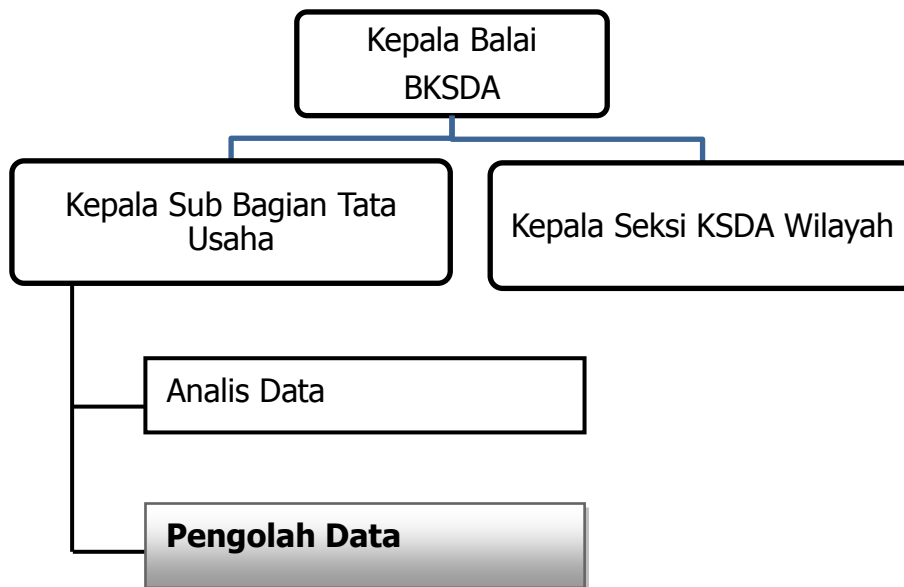 Kepala Balai
BKSDA
Kepala Sub Bagian Tata
Usaha
Kepala Seksi KSDA Wilayah
Analis Data
Pengolah Data